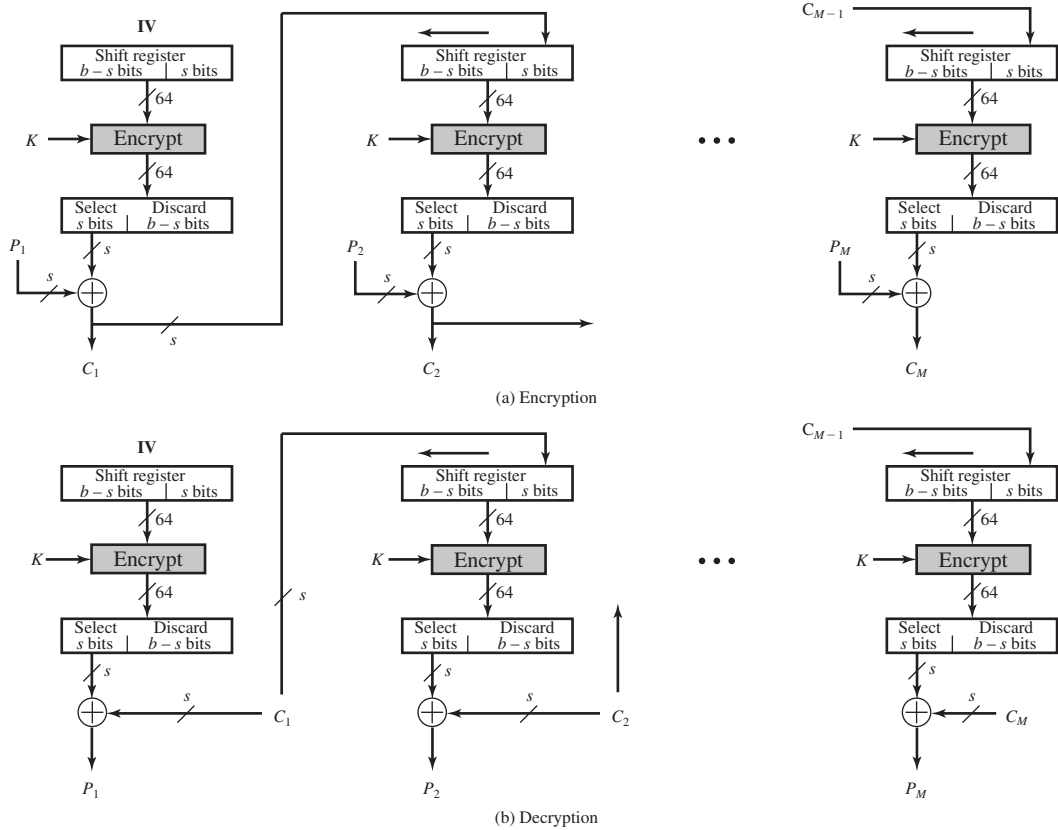 C_{M−1}
IV
Shift register
b − s bits | s bits
Shift register
b − s bits | s bits
Shift register
b − s bits | s bits
64
64
64
K
Encrypt
K
Encrypt
• • •
K
Encrypt
64
64
64
Select Discard
s bits | b − s bits
Select Discard
s bits | b − s bits
Select Discard
s bits | b − s bits
P_1
s
s
P_2
s
s
P_M
s
s
s
C_1
C_2
C_M
(a) Encryption
C_{M−1}
IV
Shift register
b − s bits | s bits
Shift register
b − s bits | s bits
Shift register
b − s bits | s bits
64
64
64
K
Encrypt
K
Encrypt
• • •
K
Encrypt
64
s
64
64
Select Discard
s bits | b − s bits
Select Discard
s bits | b − s bits
Select Discard
s bits | b − s bits
s
s
s
s
C_1
s
C_2
s
C_M
P_1
P_2
P_M
(b) Decryption